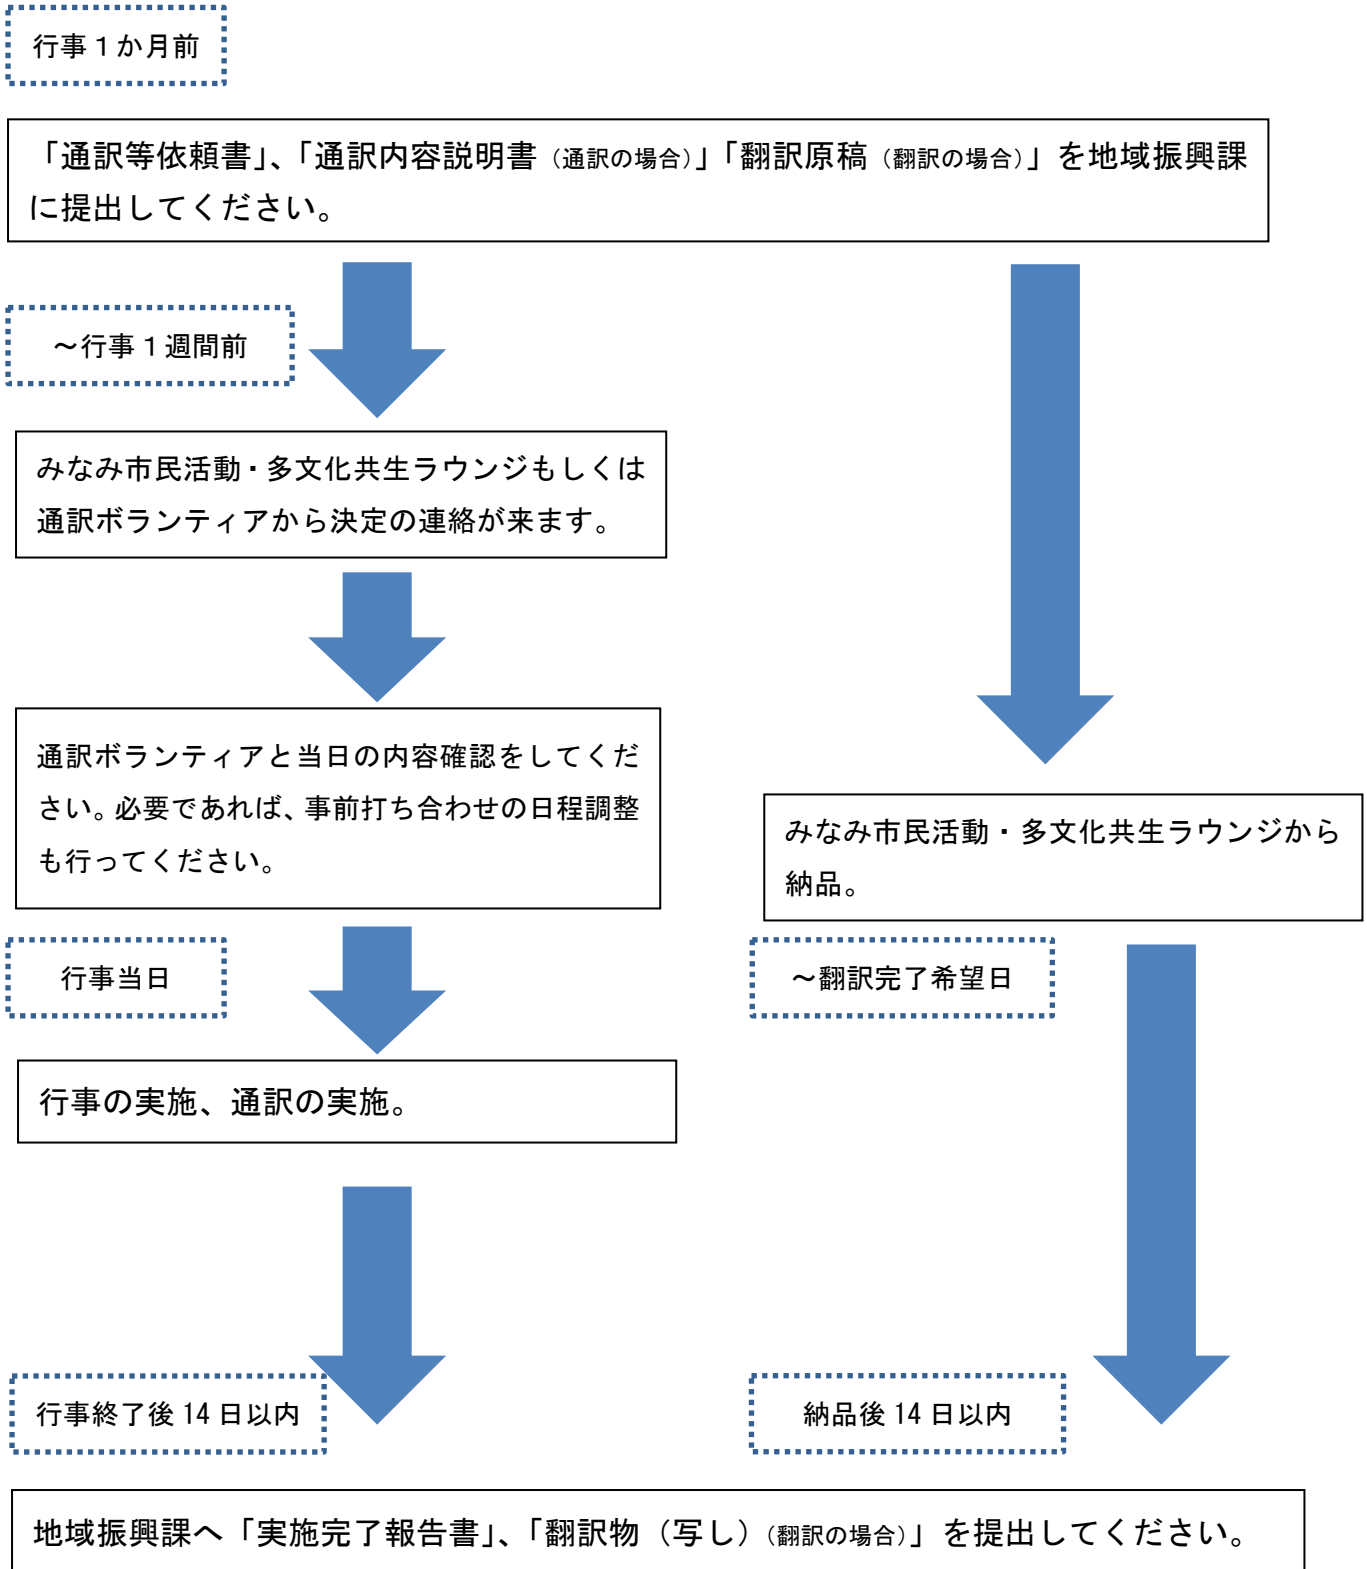 行事１か月前
「通訳等依頼書」、「通訳内容説明書（通訳の場合）」「翻訳原稿（翻訳の場合）」を地域振興課
に提出してください。
～行事１週間前
みなみ市民活動・多文化共生ラウンジもしくは
通訳ボランティアから決定の連絡が来ます。
通訳ボランティアと当日の内容確認をしてくだ
さい。必要であれば、事前打ち合わせの日程調整
も行ってください。
みなみ市民活動・多文化共生ラウンジから
納品。
行事当日
～翻訳完了希望日
行事の実施、通訳の実施。
行事終了後 14 日以内
納品後 14 日以内
地域振興課へ「実施完了報告書」、「翻訳物（写し）（翻訳の場合）」を提出してください。